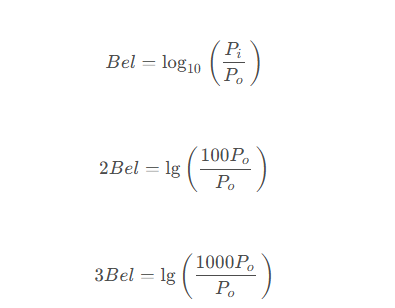 Bel = log₁₀ (Pᵢ / Pₒ)
2Bel = lg (100Pₒ / Pₒ)
3Bel = lg (1000Pₒ / Pₒ)